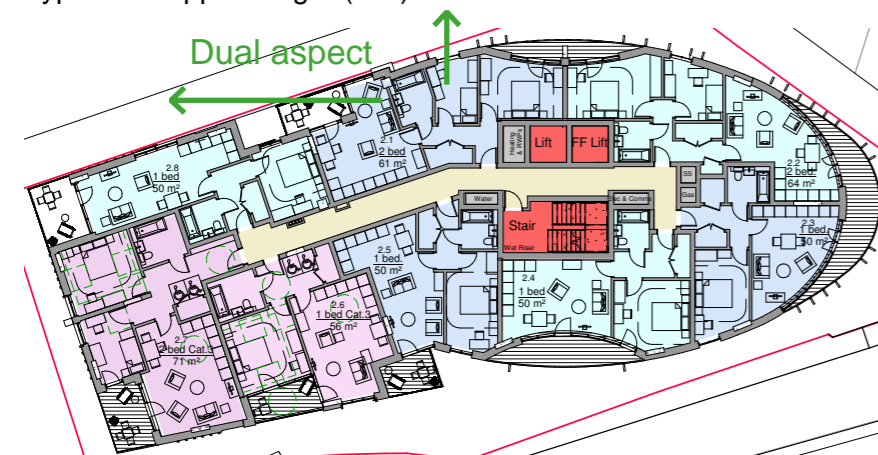 Dual aspect
2.1
2 bed
61 m²
Heating
& RWPs
Lift
FF Lift
2.8
1 bed
50 m²
2.2
2 bed
64 m²
SS
Gas
Water
Elec & Comms
Stair
Wet Riser
2.3
1 bed
50 m²
2.5
1 bed
50 m²
2.4
1 bed
50 m²
2.6
1 bed Cat.3
56 m²
2.7
2 bed Cat.3
71 m²